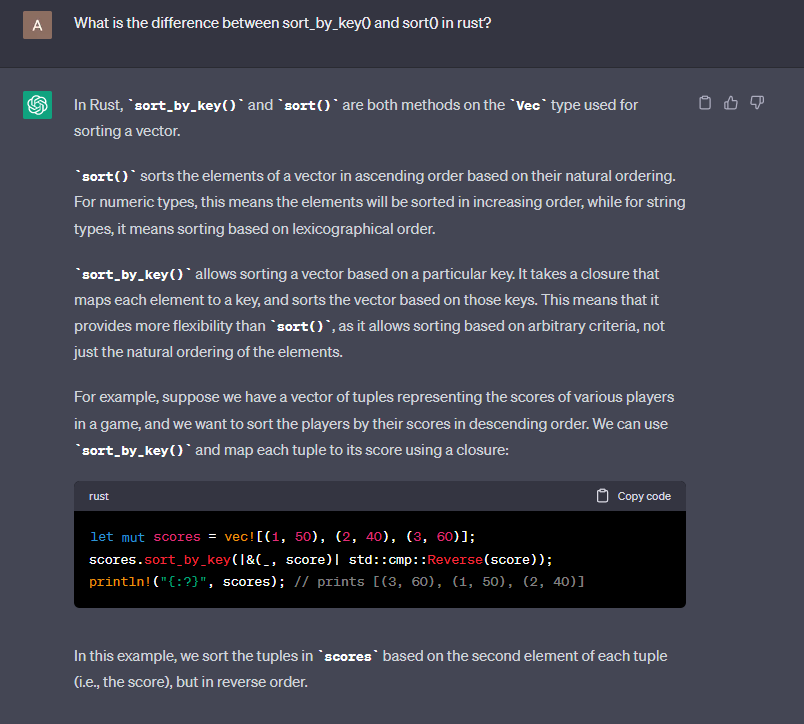 A
What is the difference between sort_by_key() and sort() in rust?
In Rust, `sort_by_key()` and `sort()` are both methods on the `Vec` type used for
sorting a vector.
`sort()` sorts the elements of a vector in ascending order based on their natural ordering.
For numeric types, this means the elements will be sorted in increasing order, while for string
types, it means sorting based on lexicographical order.
`sort_by_key()` allows sorting a vector based on a particular key. It takes a closure that
maps each element to a key, and sorts the vector based on those keys. This means that it
provides more flexibility than `sort()`, as it allows sorting based on arbitrary criteria, not
just the natural ordering of the elements.
For example, suppose we have a vector of tuples representing the scores of various players
in a game, and we want to sort the players by their scores in descending order. We can use
`sort_by_key()` and map each tuple to its score using a closure:
rust Copy code
let mut scores = vec![(1, 50), (2, 40), (3, 60)];
scores.sort_by_key(|&(_, score)| std::cmp::Reverse(score));
println!("{:?}", scores); // prints [(3, 60), (1, 50), (2, 40)]
In this example, we sort the tuples in `scores` based on the second element of each tuple
(i.e., the score), but in reverse order.